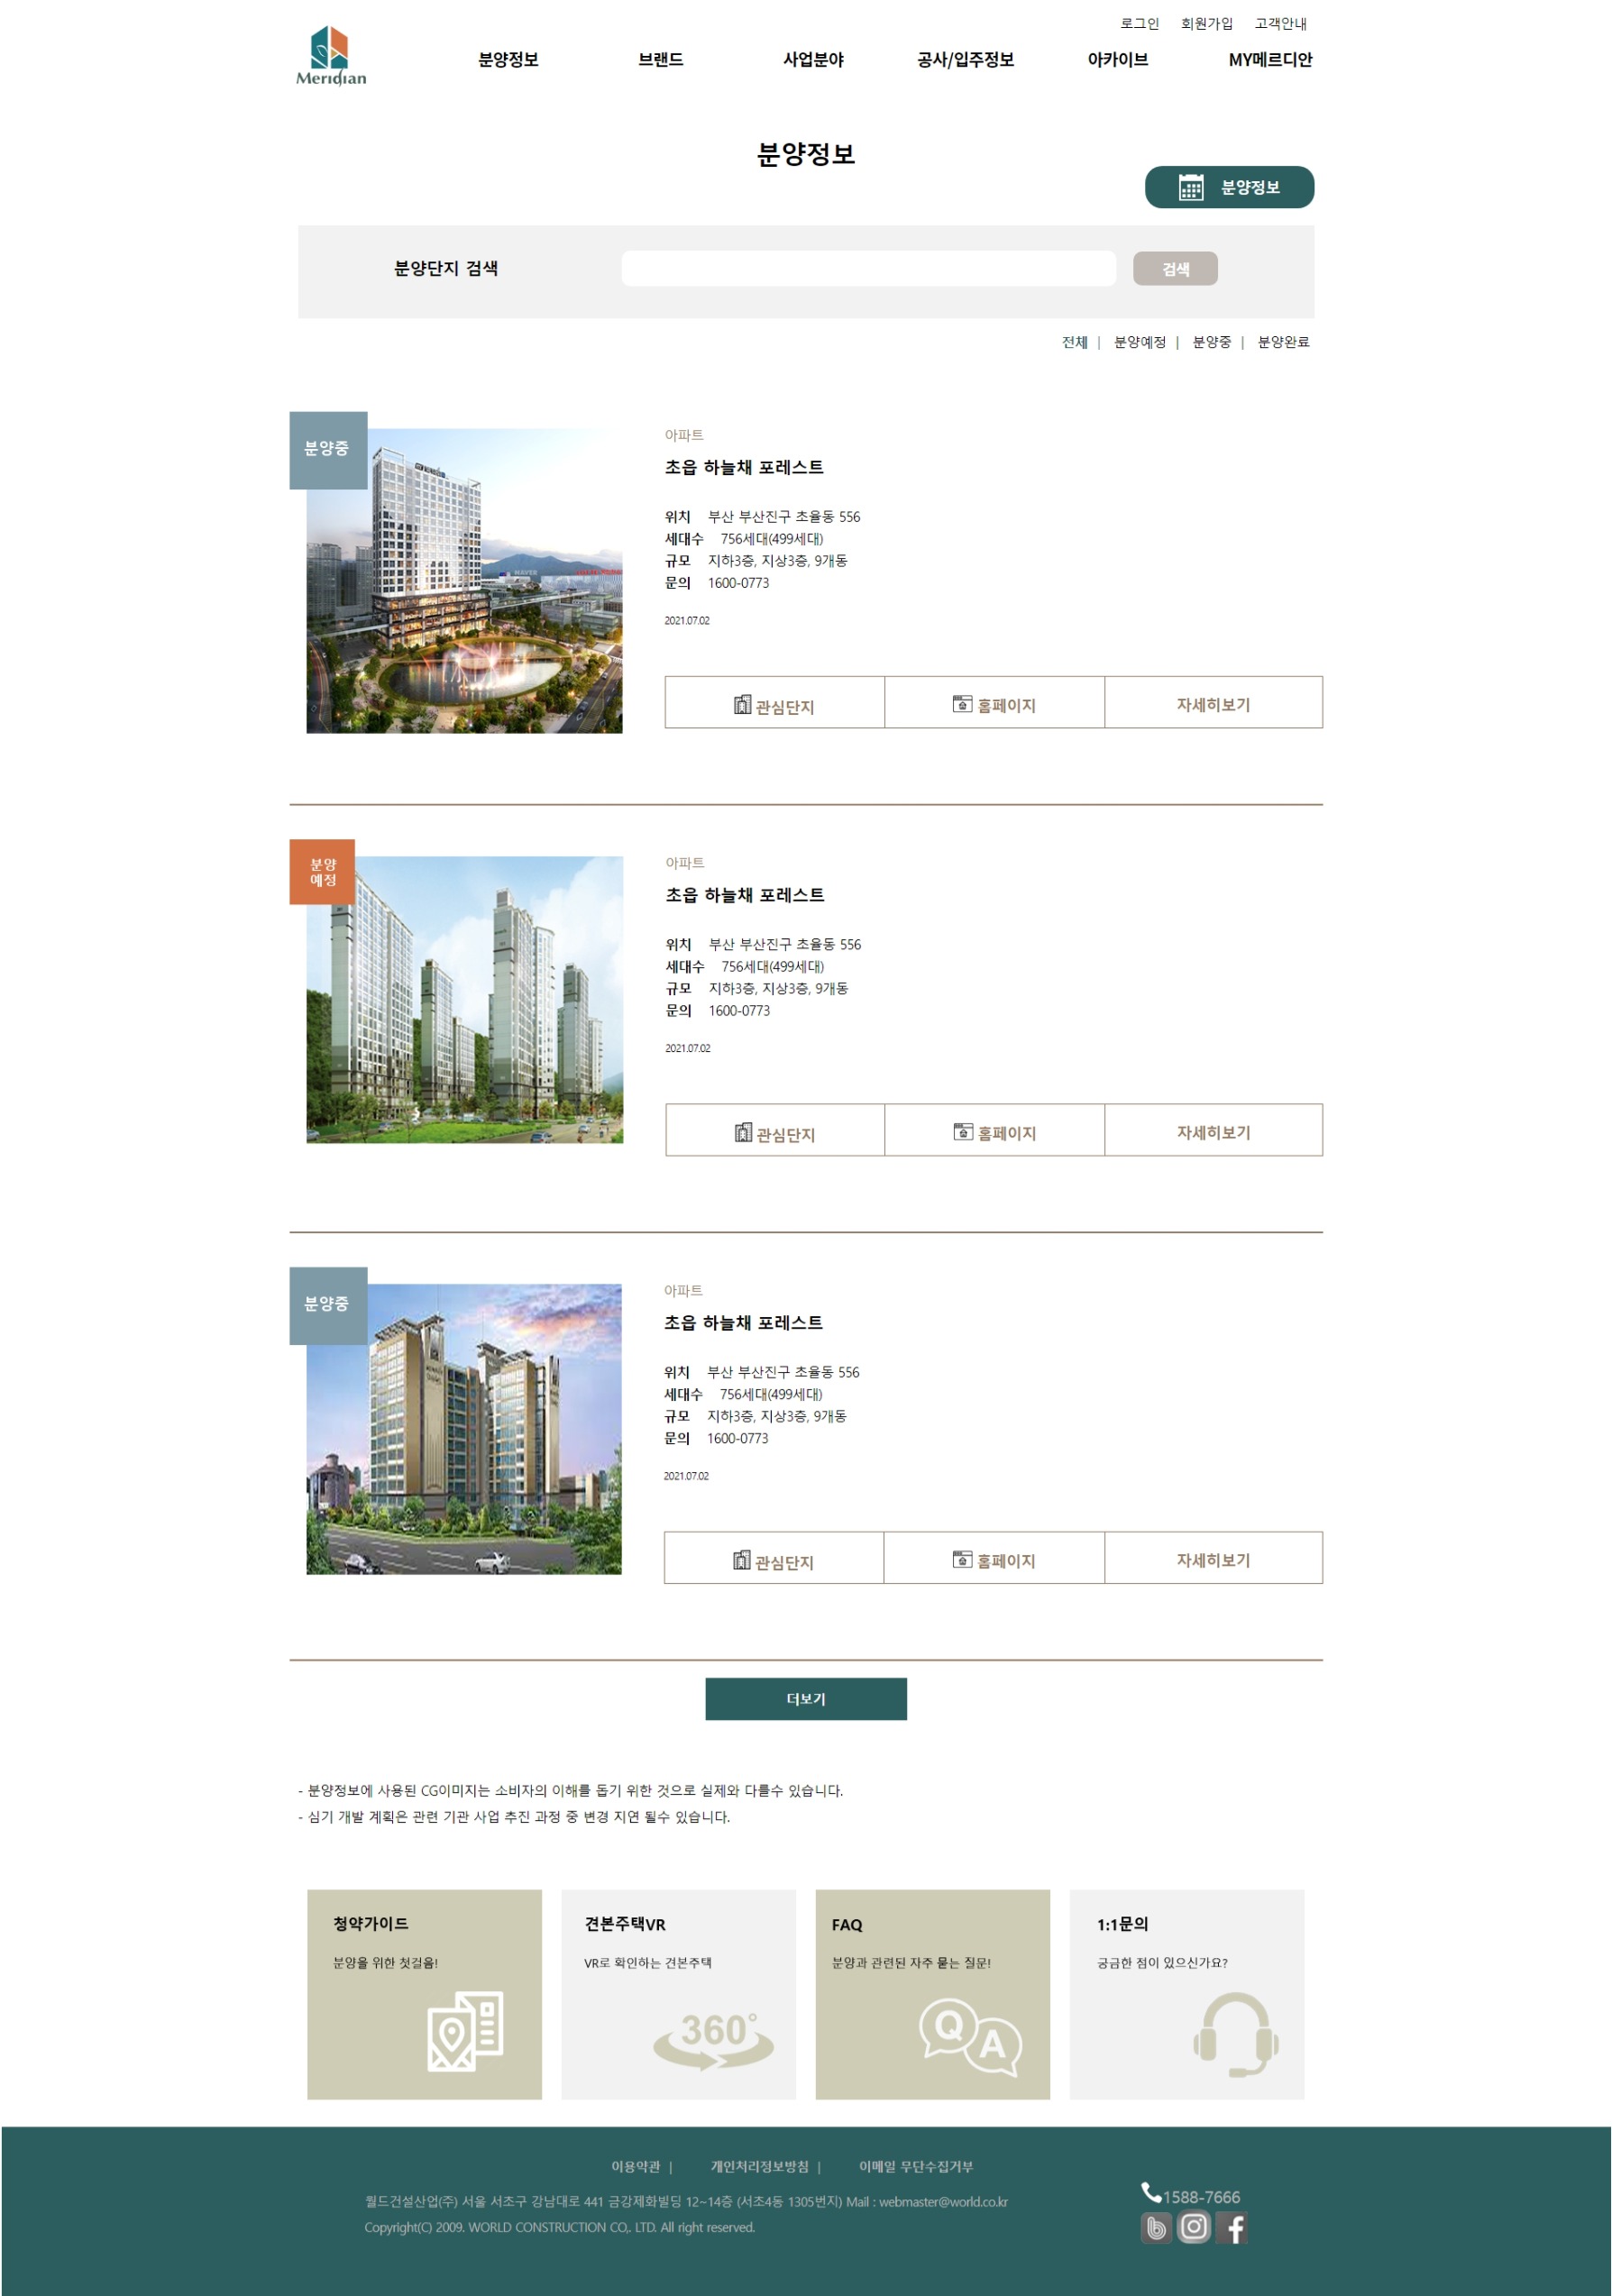 로그인 회원가입 고객안내
Meridian
분양정보 브랜드 사업분야 공사/입주정보 아카이브 MY메르디안
분양정보
분양정보
분양단지 검색 검색
전체 | 분양예정 | 분양중 | 분양완료
분양중
아파트
초읍 하늘채 포레스트
위치 부산 부산진구 초율동 556
세대수 756세대(499세대)
규모 지하3층, 지상3층, 9개동
문의 1600-0773
2021.07.02
관심단지 홈페이지 자세히보기
분양
예정
아파트
초읍 하늘채 포레스트
위치 부산 부산진구 초율동 556
세대수 756세대(499세대)
규모 지하3층, 지상3층, 9개동
문의 1600-0773
2021.07.02
관심단지 홈페이지 자세히보기
분양중
아파트
초읍 하늘채 포레스트
위치 부산 부산진구 초율동 556
세대수 756세대(499세대)
규모 지하3층, 지상3층, 9개동
문의 1600-0773
2021.07.02
관심단지 홈페이지 자세히보기
더보기
- 분양정보에 사용된 CG이미지는 소비자의 이해를 돕기 위한 것으로 실제와 다를수 있습니다.
- 심기 개발 계획은 관련 기관 사업 추진 과정 중 변경 지연 될수 있습니다.
청약가이드
분양을 위한 첫걸음!
견본주택VR
VR로 확인하는 견본주택
360°
FAQ
분양과 관련된 자주 묻는 질문!
Q A
1:1문의
궁금한 점이 있으신가요?
이용약관 | 개인처리정보방침 | 이메일 무단수집거부
월드건설산업(주) 서울 서초구 강남대로 441 금강제화빌딩 12~14층 (서초4동 1305번지) Mail : webmaster@world.co.kr
Copyright(C) 2009. WORLD CONSTRUCTION CO,. LTD. All right reserved.
1588-7666